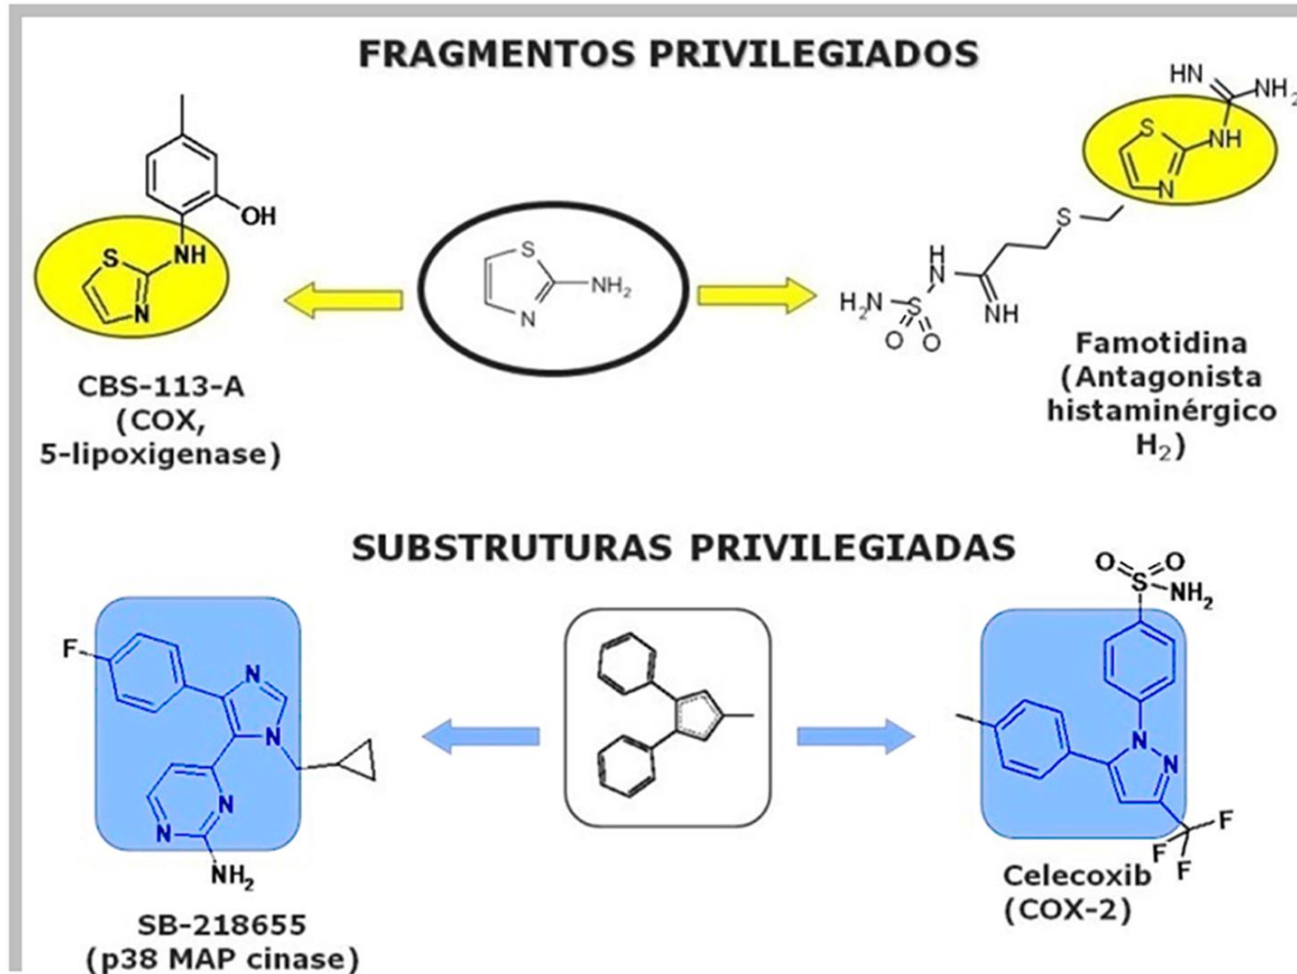 FRAGMENTOS PRIVILEGIADOS
HN
NH2
S
NH
N
OH
S
NH
N
S
NH2
N
S
H
N
H2N
S
NH
O
O
CBS-113-A
(COX,
5-lipoxigenase)
Famotidina
(Antagonista
histaminérgico
H2)
SUBSTRUTURAS PRIVILEGIADAS
F
N
N
N
N
NH2
SB-218655
(p38 MAP cinase)
O
O
S
NH2
N
N
F
F
F
Celecoxib
(COX-2)